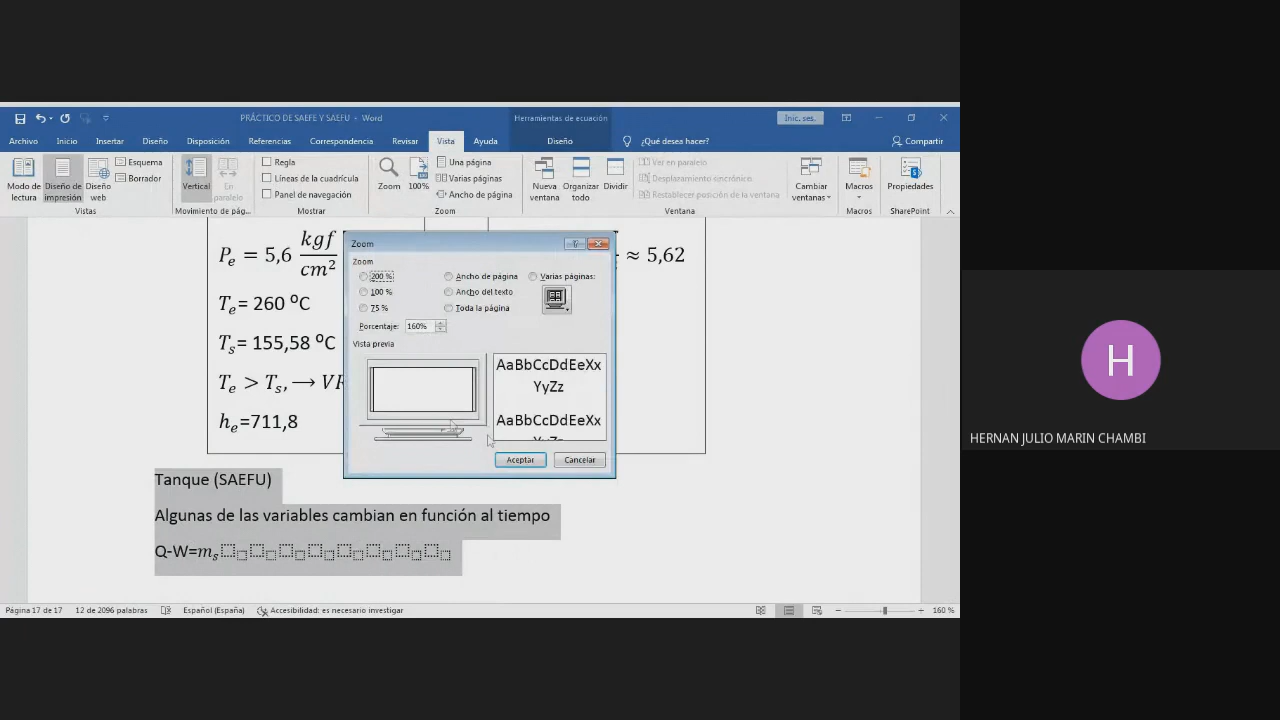 PRÁCTICO DE SAEFE Y SAEFU - Word
Herramientas de ecuación
Inic. ses.
Archivo Inicio Insertar Diseño Disposición Referencias Correspondencia Revisar Vista Ayuda Diseño ¿Qué desea hacer? Compartir
Modo de lectura
Diseño de impresión
Diseño web
Esquema
Borrador
Vistas
Vertical
En paralelo
Movimiento de pág...
Regla
Líneas de la cuadrícula
Panel de navegación
Mostrar
Zoom
100%
Una página
Varias páginas
Ancho de página
Zoom
Nueva ventana
Organizar todo
Dividir
Ver en paralelo
Desplazamiento sincrónico
Restablecer posición de la ventana
Ventana
Cambiar ventanas
Macros
Macros
Propiedades
SharePoint
P_e = 5,6 kgf/cm²
≈ 5,62
T_e= 260 ºC
T_s= 155,58 ºC
T_e > T_s, → V
h_e=711,8
Zoom
Zoom
200 %
100 %
75 %
Ancho de página
Ancho del texto
Toda la página
Varias páginas:
Porcentaje: 160%
Vista previa
AaBbCcDdEeXx
YyZz
AaBbCcDdEeXx
YyZz
Aceptar Cancelar
Tanque (SAEFU)
Algunas de las variables cambian en función al tiempo
Q-W=m_s
Página 17 de 17 12 de 2096 palabras Español (España) Accesibilidad: es necesario investigar 160 %
H
HERNAN JULIO MARIN CHAMBI